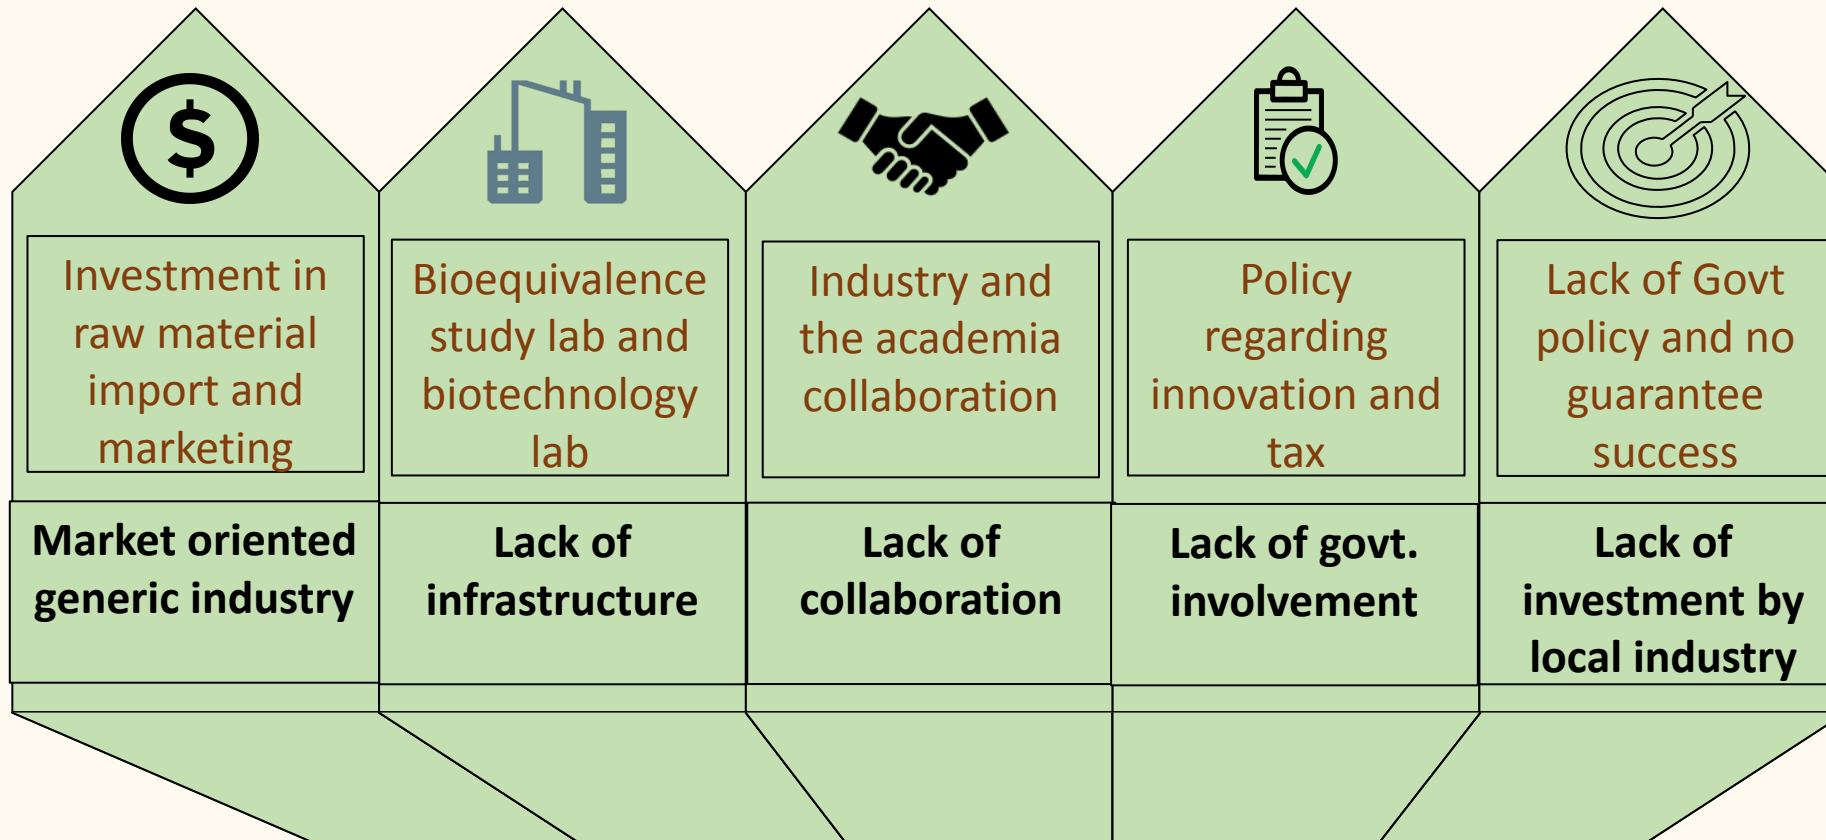 $
Investment in
raw material
import and
marketing
Market oriented
generic industry
Bioequivalence
study lab and
biotechnology
lab
Lack of
infrastructure
Industry and
the academia
collaboration
Lack of
collaboration
Policy
regarding
innovation and
tax
Lack of govt.
involvement
Lack of Govt
policy and no
guarantee
success
Lack of
investment by
local industry